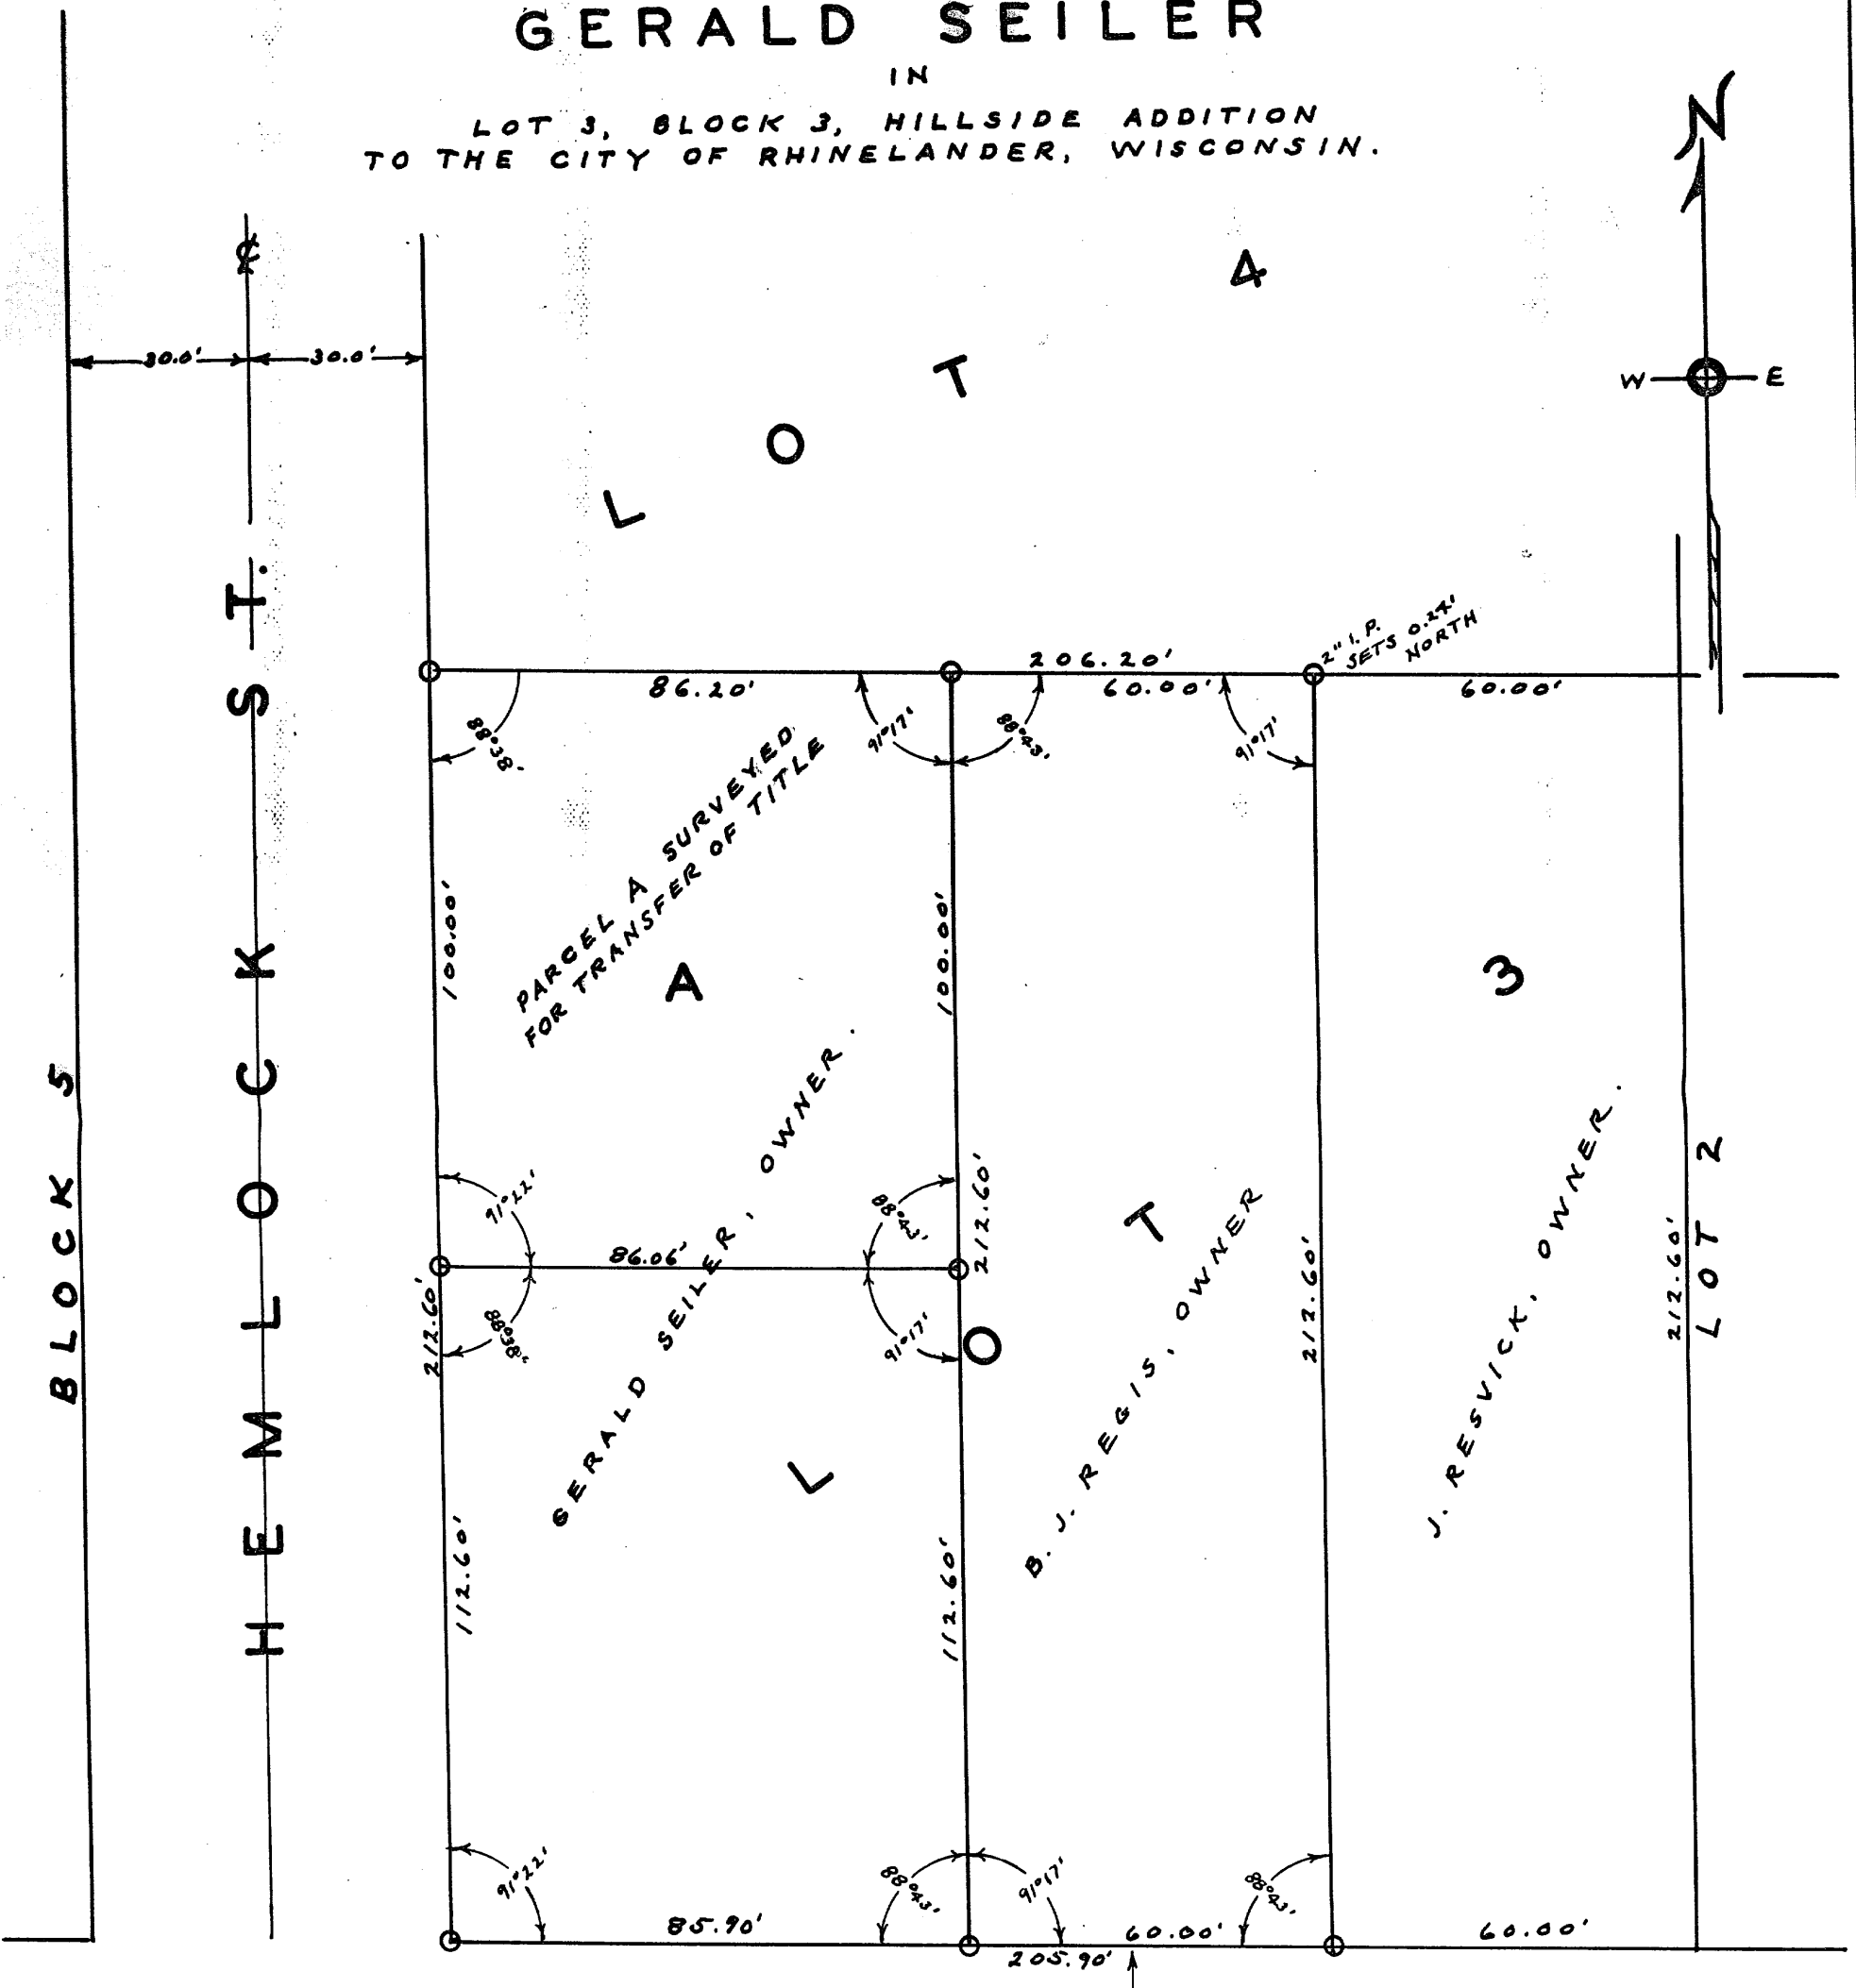 GERALD SEILER
IN
LOT 3, BLOCK 3, HILLSIDE ADDITION
TO THE CITY OF RHINELANDER, WISCONSIN.
N
W
E
℄
30.0'
30.0'
LOT 4
HEMLOCK ST.
BLOCK 5
2" I.P.
SETS 0.24'
NORTH
206.20'
86.20'
60.00'
60.00'
88°38'
91°17'
88°43'
91°17'
PARCEL A SURVEYED
FOR TRANSFER OF TITLE
A
100.00'
100.00'
LOT 3
GERALD SEILER, OWNER.
B. J. REGIS, OWNER
J. RESVICK, OWNER.
LOT 2
91°22'
88°43'
86.06'
88°38'
91°17'
212.60'
212.60'
212.60'
212.60'
112.60'
112.60'
91°22'
88°43'
91°17'
88°43'
85.90'
60.00'
60.00'
205.90'